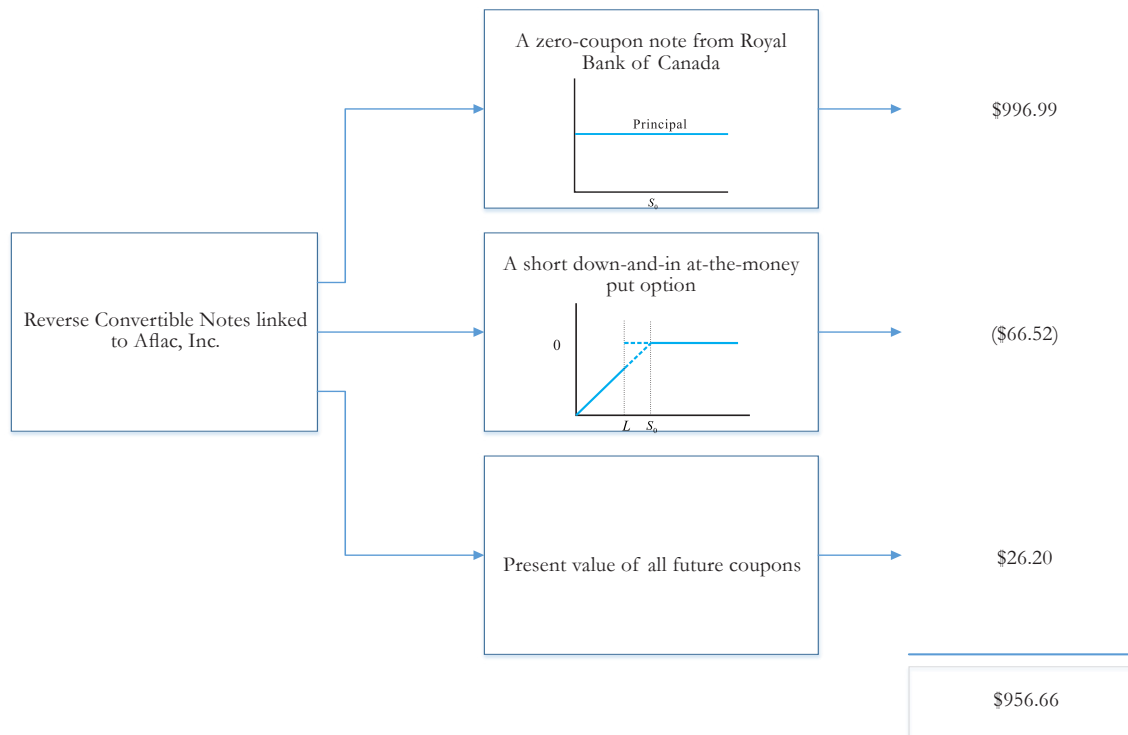 A zero-coupon note from Royal
Bank of Canada
Principal
S₀
$996.99
Reverse Convertible Notes linked
to Aflac, Inc.
A short down-and-in at-the-money
put option
0
L S₀
($66.52)
Present value of all future coupons
$26.20
$956.66